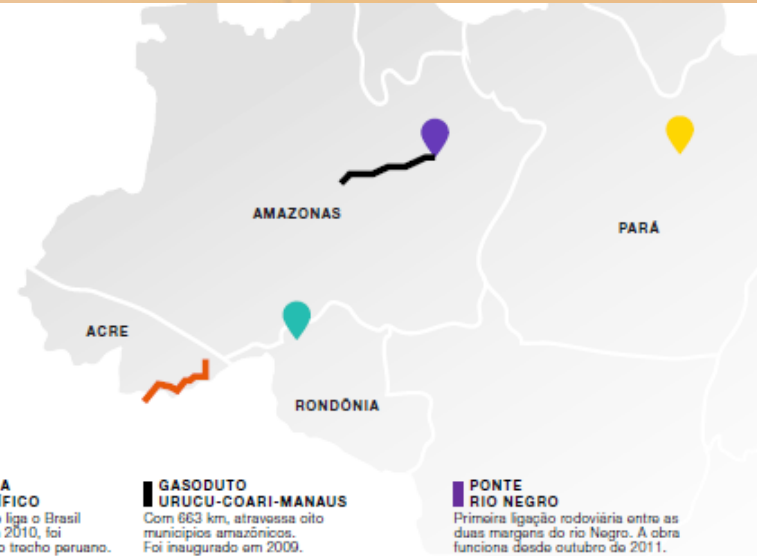 AMAZONAS
PARÁ
ACRE
RONDÔNIA
A
ÍFICO
liga o Brasil
2010, foi
o trecho peruano.
GASODUTO
URUCU-COARI-MANAUS
Com 663 km, atravessa oito
municípios amazônicos.
Foi inaugurado em 2009.
PONTE
RIO NEGRO
Primeira ligação rodoviária entre as
duas margens do rio Negro. A obra
funciona desde outubro de 2011.